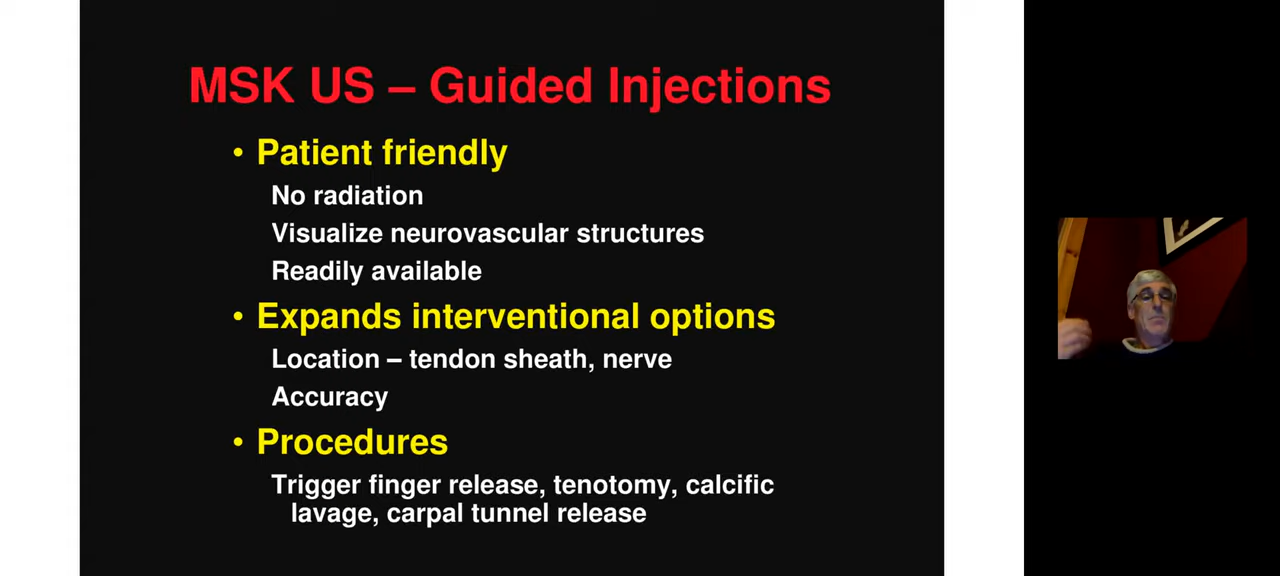 MSK US – Guided Injections
• Patient friendly
No radiation
Visualize neurovascular structures
Readily available
• Expands interventional options
Location – tendon sheath, nerve
Accuracy
• Procedures
Trigger finger release, tenotomy, calcific
lavage, carpal tunnel release